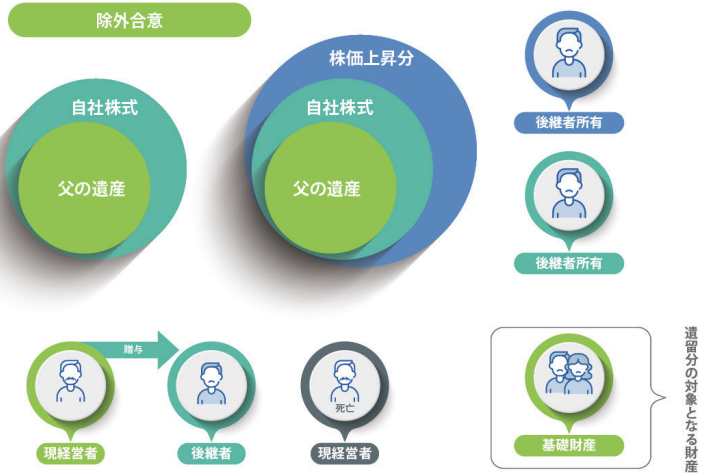 除外合意
株価上昇分
自社株式
自社株式
父の遺産
父の遺産
後継者所有
後継者所有
贈与
死亡
現経営者
後継者
現経営者
基礎財産
遺留分の対象となる財産